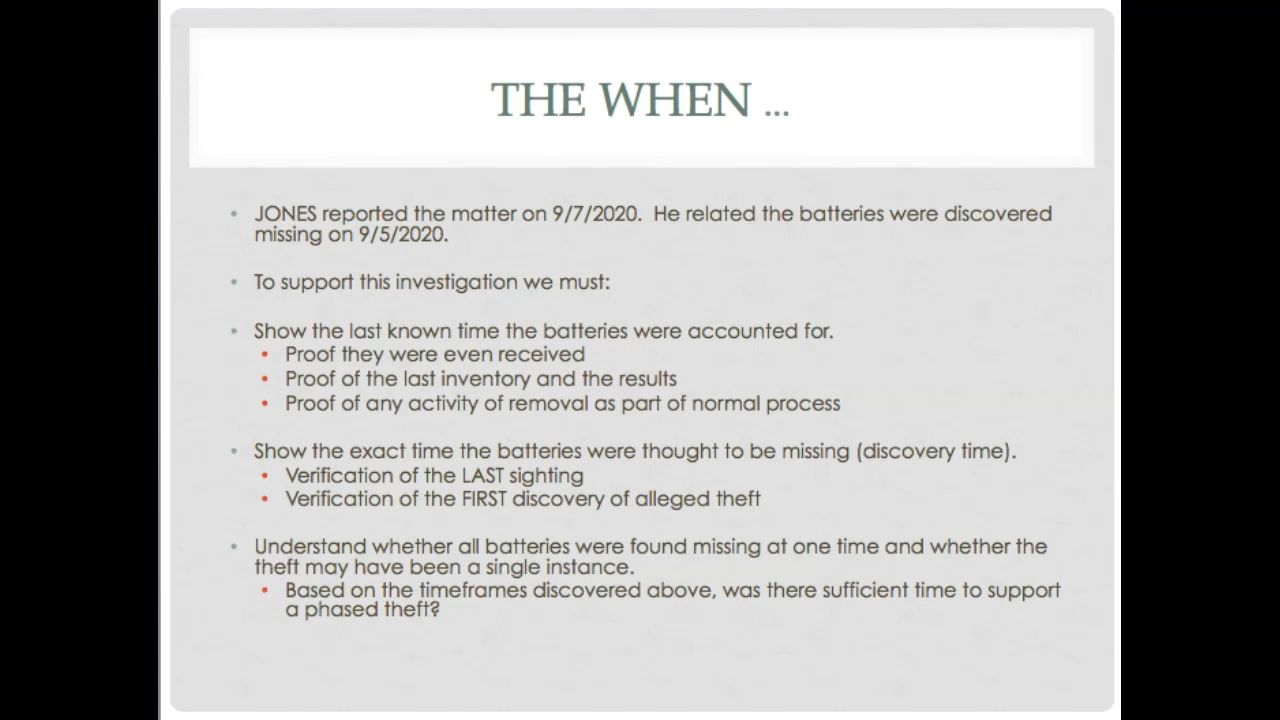 THE WHEN ...
JONES reported the matter on 9/7/2020. He related the batteries were discovered
missing on 9/5/2020.
To support this investigation we must:
Show the last known time the batteries were accounted for.
Proof they were even received
Proof of the last inventory and the results
Proof of any activity of removal as part of normal process
Show the exact time the batteries were thought to be missing (discovery time).
Verification of the LAST sighting
Verification of the FIRST discovery of alleged theft
Understand whether all batteries were found missing at one time and whether the
theft may have been a single instance.
Based on the timeframes discovered above, was there sufficient time to support
a phased theft?